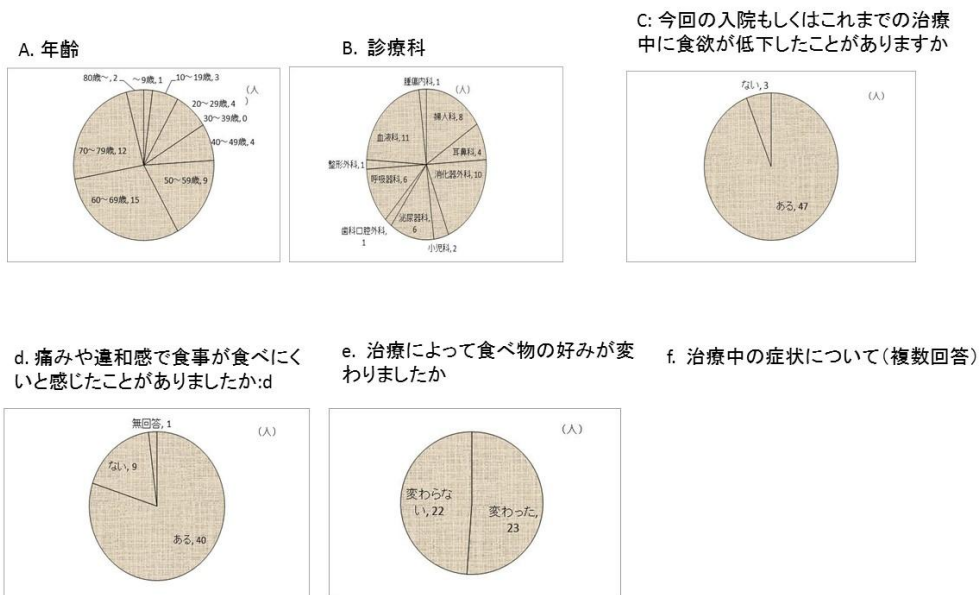 A. 年齢
80歳～, 2
～9歳, 1
10～19歳, 3
(人
)
20～29歳, 4
30～39歳, 0
40～49歳, 4
50～59歳, 9
60～69歳, 15
70～79歳, 12
B. 診療科
腫瘍内科, 1
(人)
婦人科, 8
耳鼻科, 4
消化器外科, 10
小児科, 2
泌尿器科,
6
歯科口腔外科,
1
呼吸器科, 6
整形外科, 1
血液科, 11
C: 今回の入院もしくはこれまでの治療
中に食欲が低下したことがありますか
ない, 3
(人)
ある, 47
d. 痛みや違和感で食事が食べにく
いと感じたことがありましたか:d
無回答, 1
(人)
ない, 9
ある, 40
e. 治療によって食べ物の好みが変
わりましたか
(人)
変わらな
い, 22
変わった,
23
f. 治療中の症状について(複数回答)